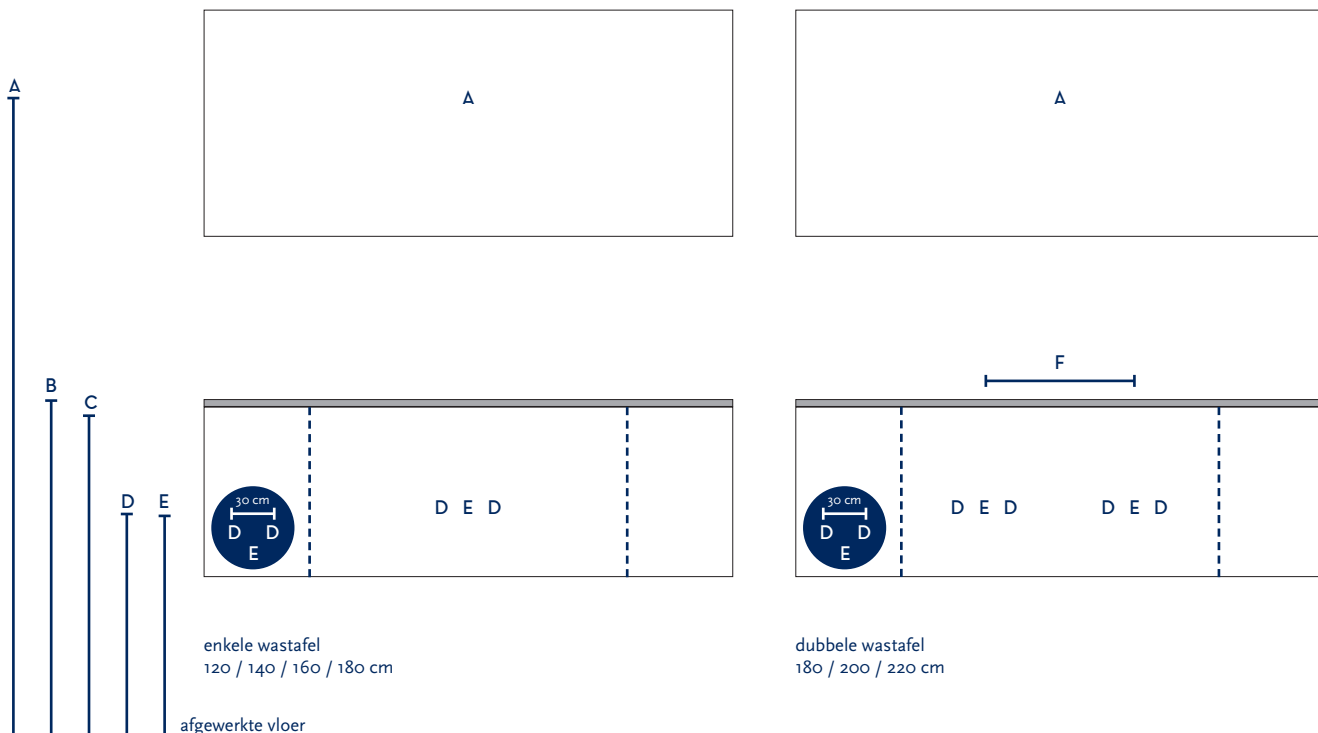 A
A
A
F
B
C
30 cm
D D
E
D E
D E D
30 cm
D D
E
D E D
D E D
enkele wastafel
120 / 140 / 160 / 180 cm
dubbele wastafel
180 / 200 / 220 cm
afgewerkte vloer